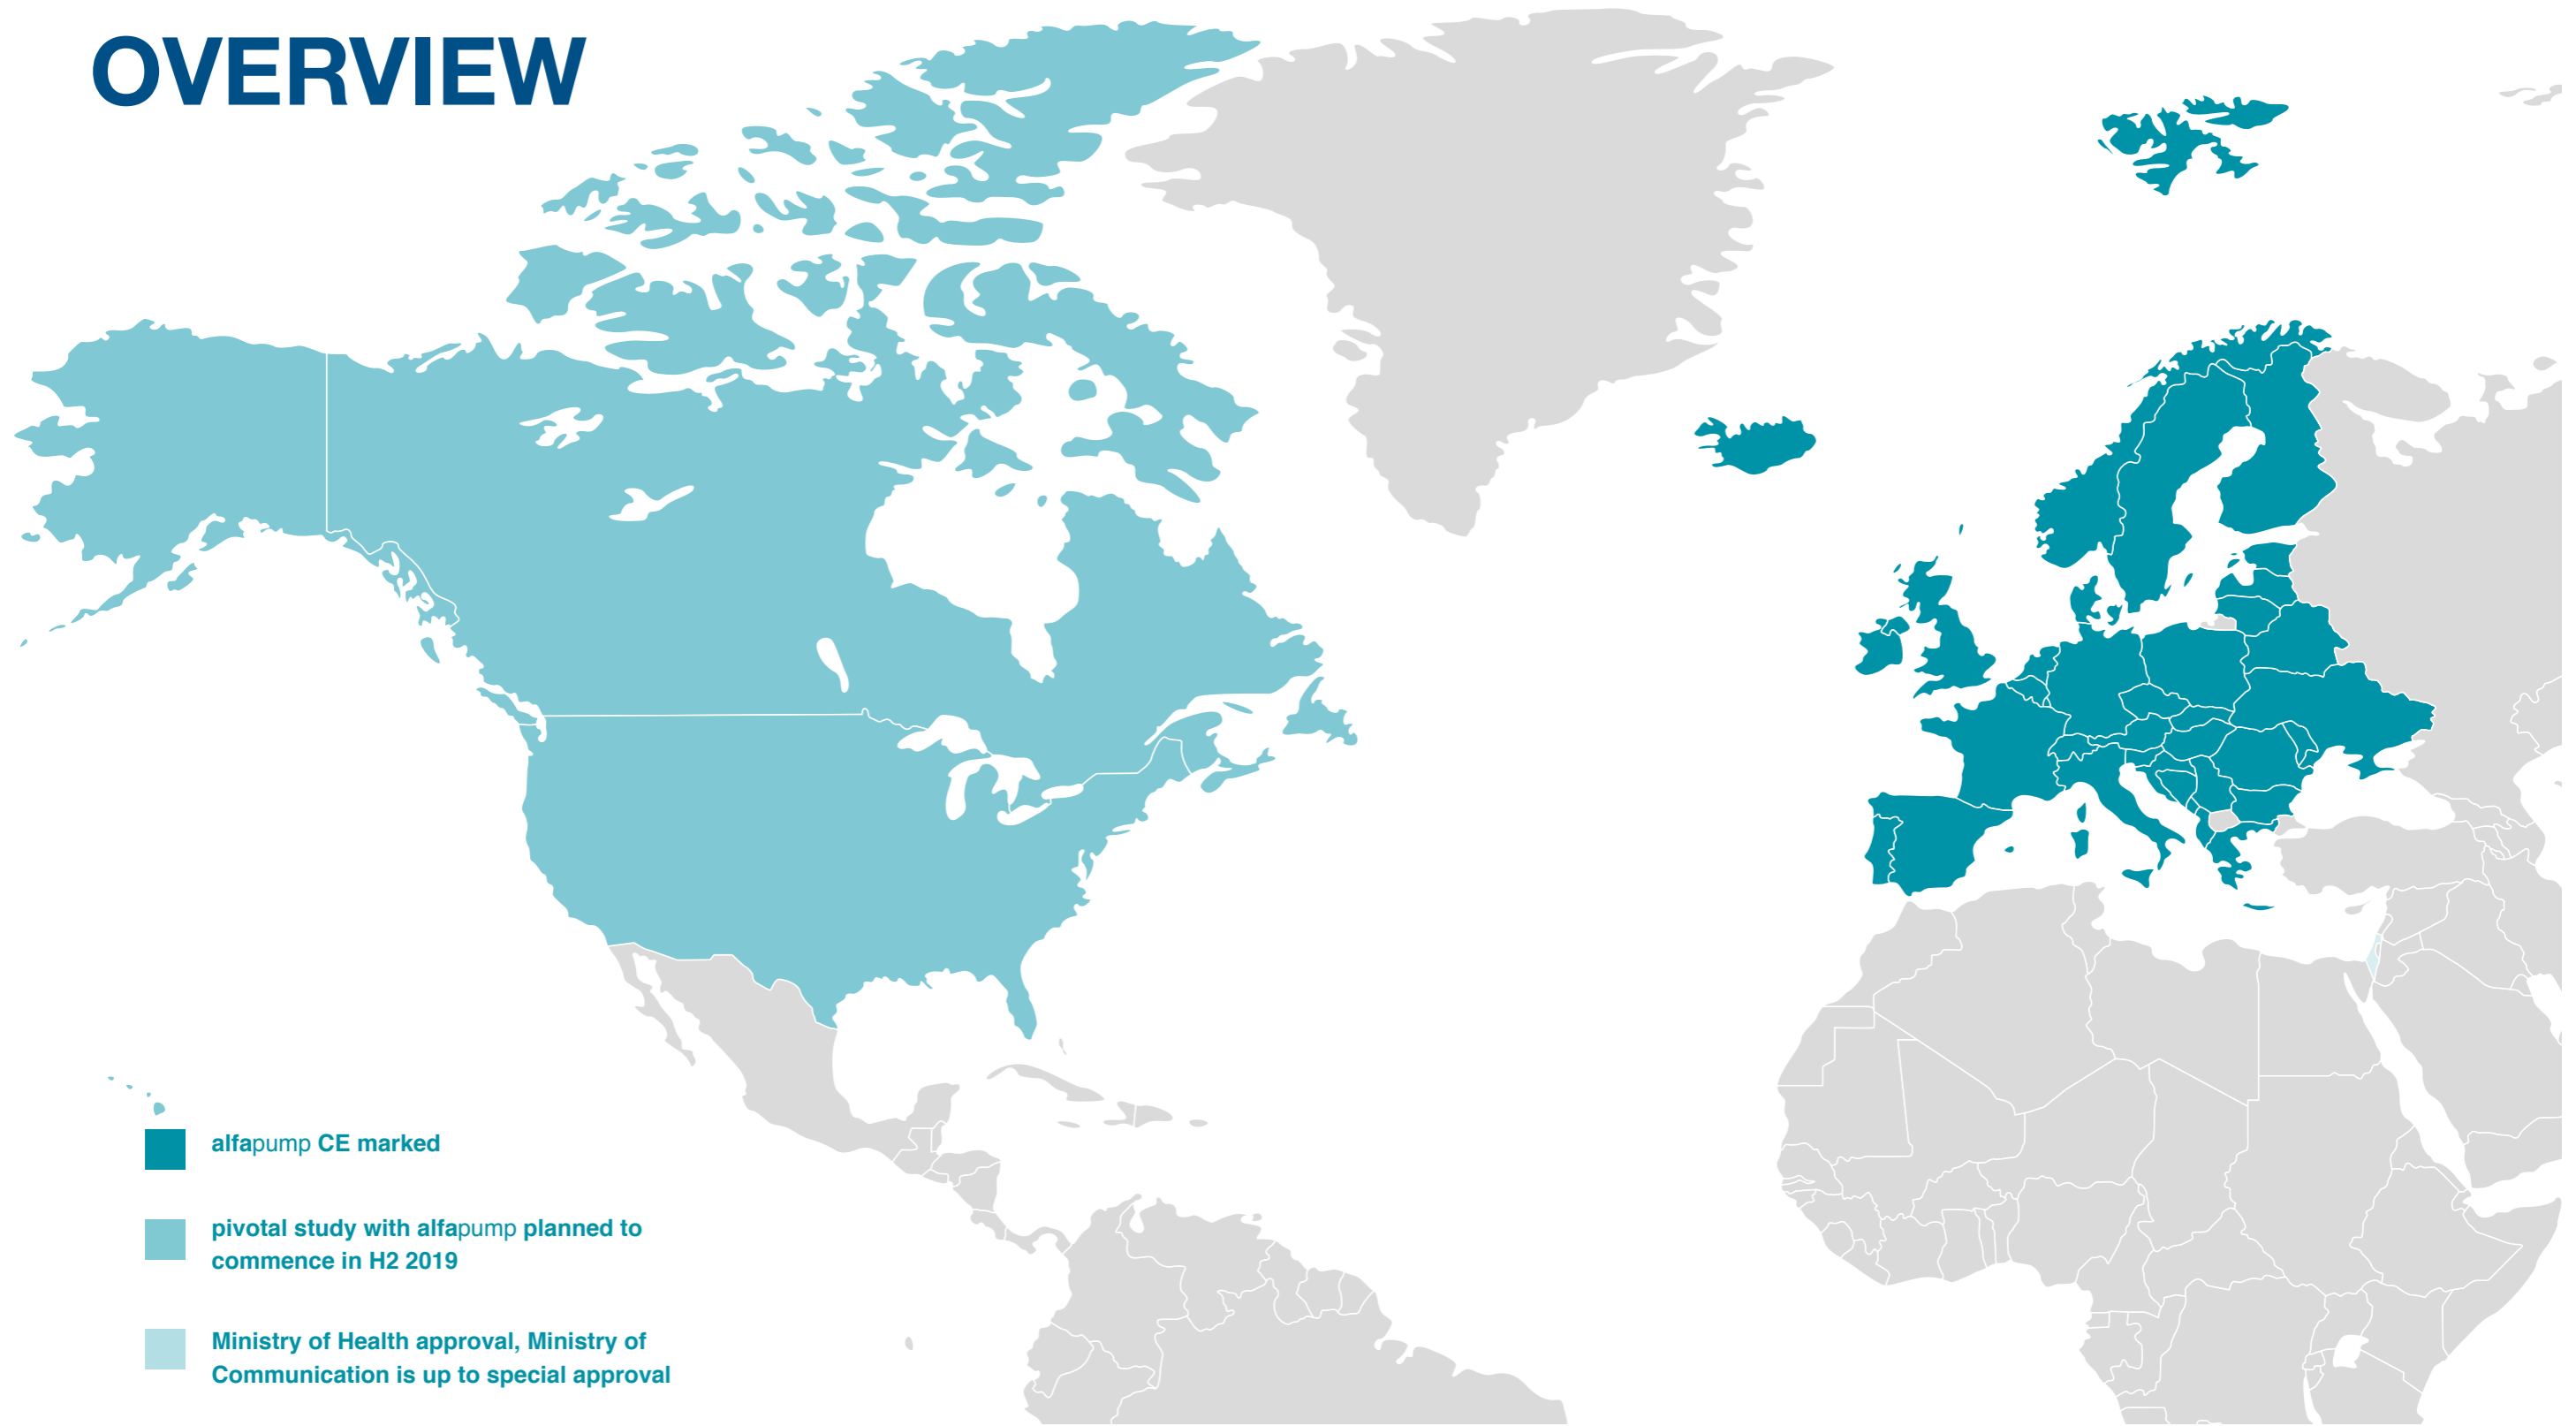 OVERVIEW
alfapump CE marked
pivotal study with alfapump planned to
commence in H2 2019
Ministry of Health approval, Ministry of
Communication is up to special approval